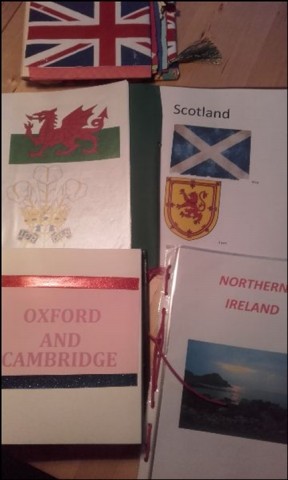 Scotland
OXFORD
AND
CAMBRIDGE
NORTHERN
IRELAND